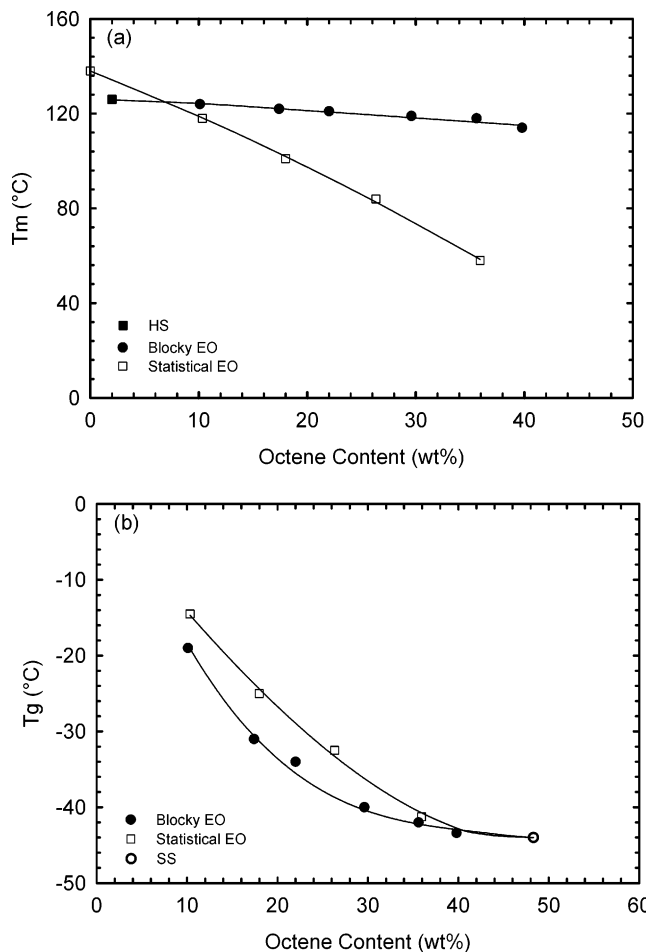 (a)
160
120
80
40
0
Tm (°C)
HS
Blocky EO
Statistical EO
0 10 20 30 40 50
Octene Content (wt%)
(b)
0
-10
-20
-30
-40
-50
Tg (°C)
Blocky EO
Statistical EO
SS
0 10 20 30 40 50 60
Octene Content (wt%)